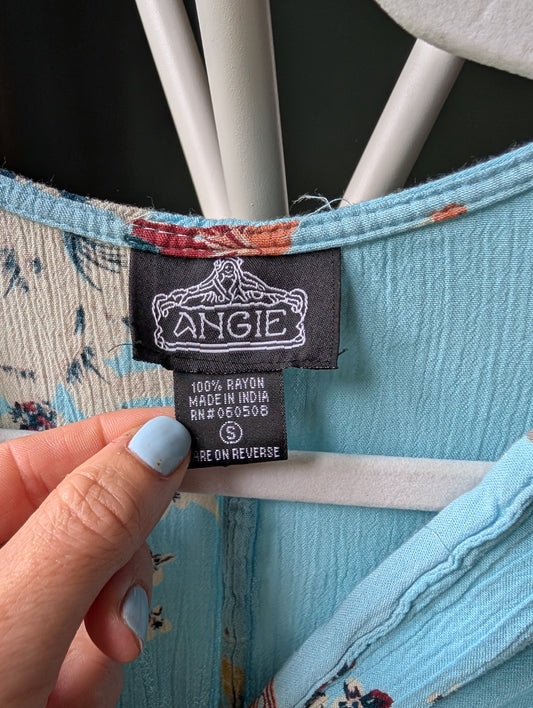 ANGIE
100% RAYON
MADE IN INDIA
RN#060508
S
ARE ON REVERSE